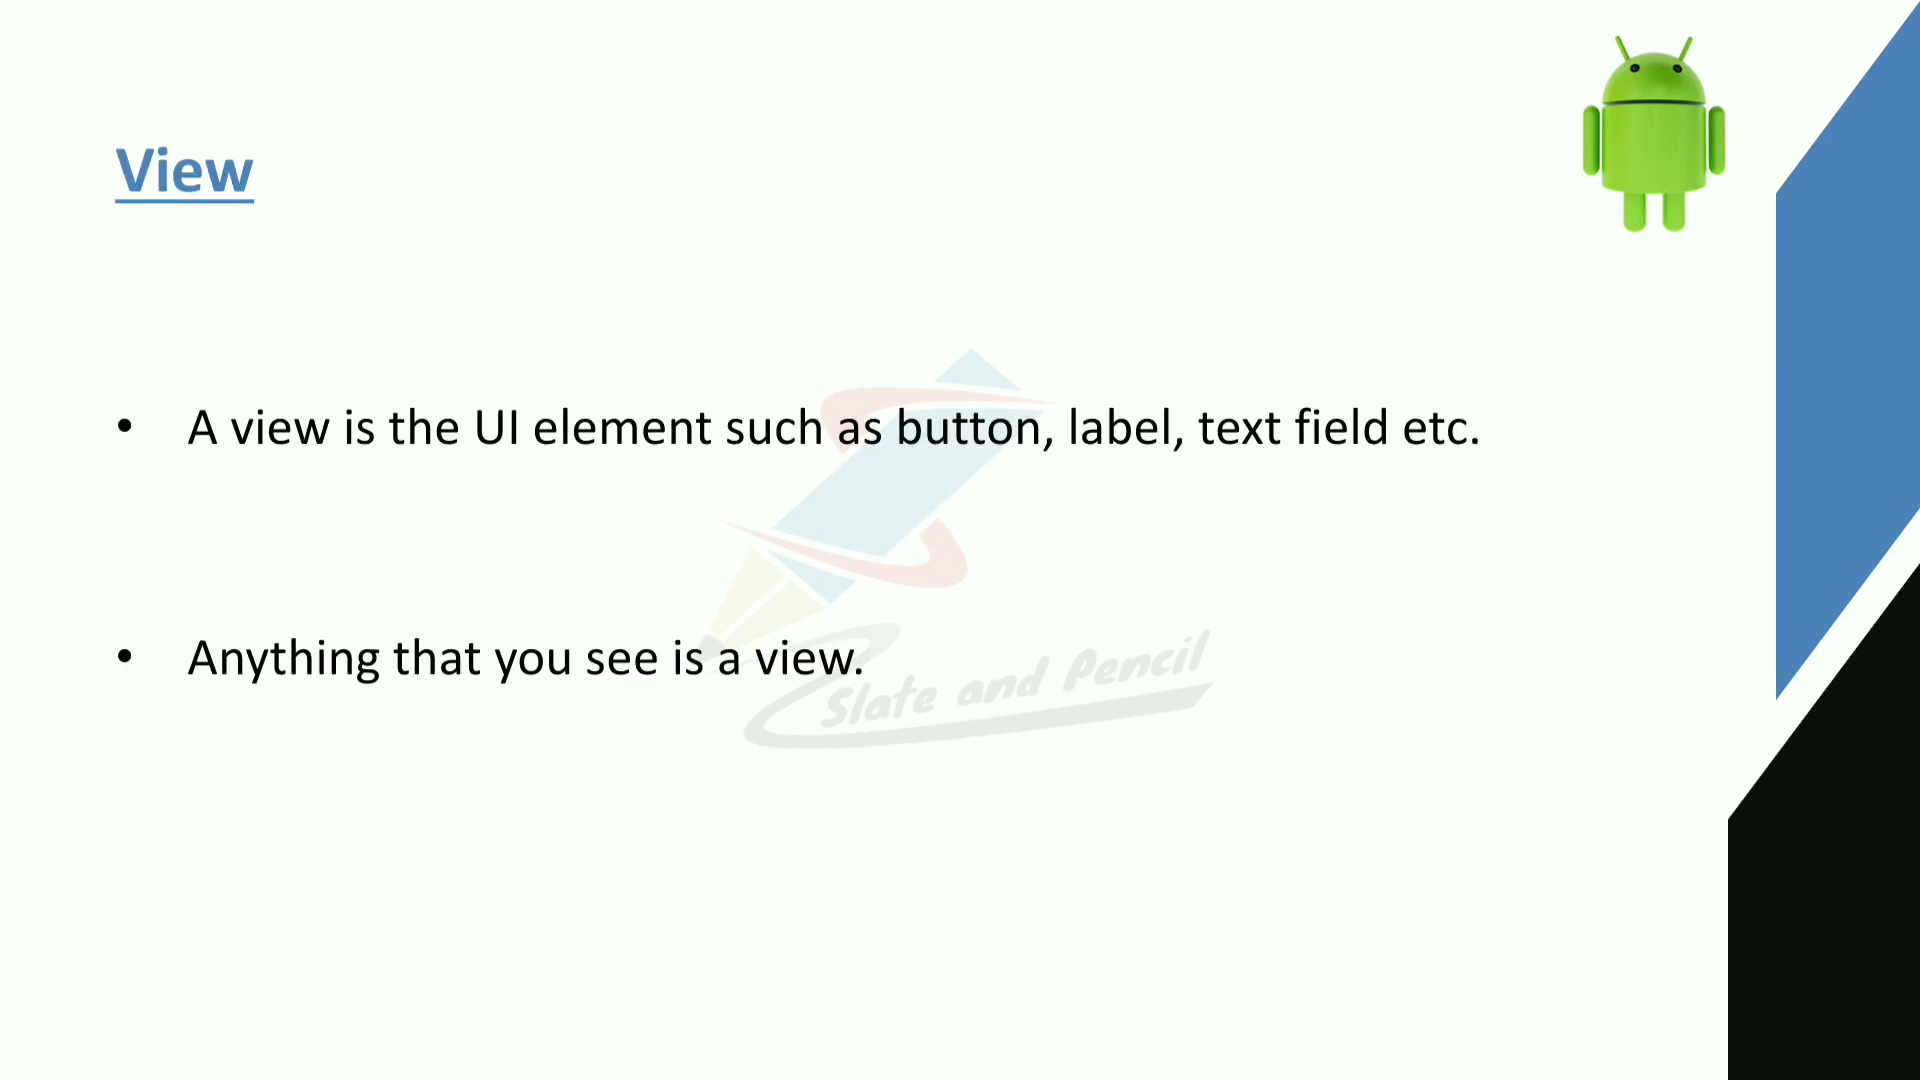 View
• A view is the UI element such as button, label, text field etc.
• Anything that you see is a view.
Slate and Pencil